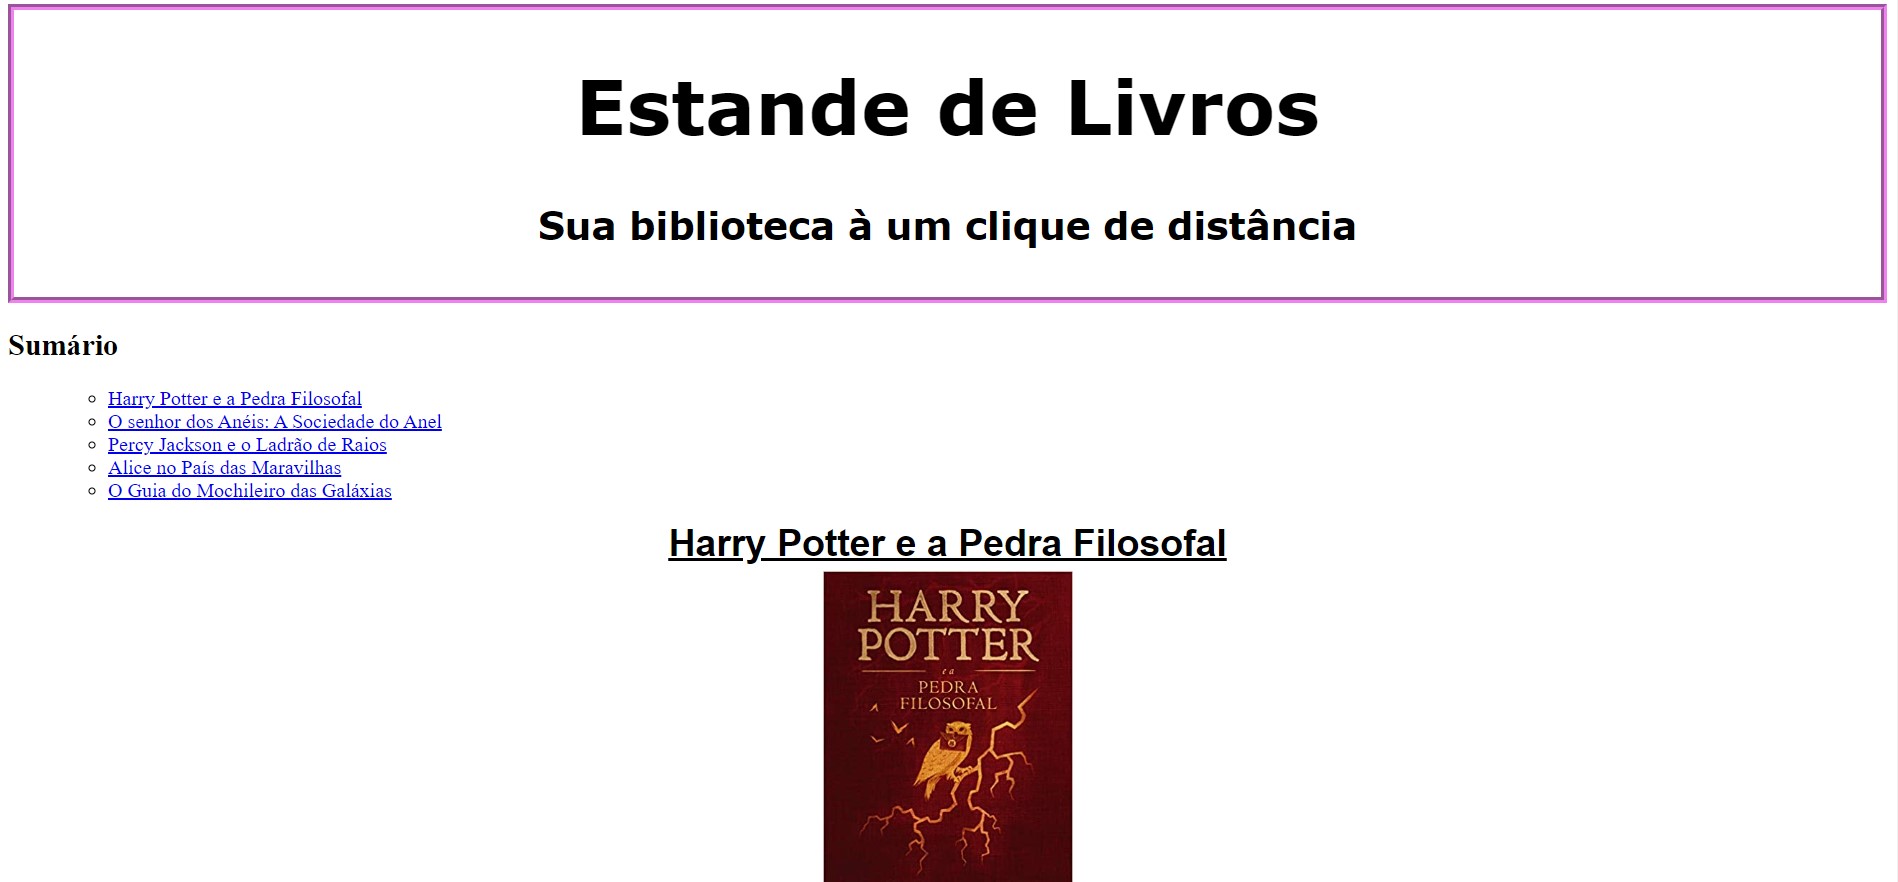 Estande de Livros
Sua biblioteca à um clique de distância
Sumário
Harry Potter e a Pedra Filosofal
O senhor dos Anéis: A Sociedade do Anel
Percy Jackson e o Ladrão de Raios
Alice no País das Maravilhas
O Guia do Mochileiro das Galáxias
Harry Potter e a Pedra Filosofal
HARRY
POTTER
e a
PEDRA
FILOSOFAL